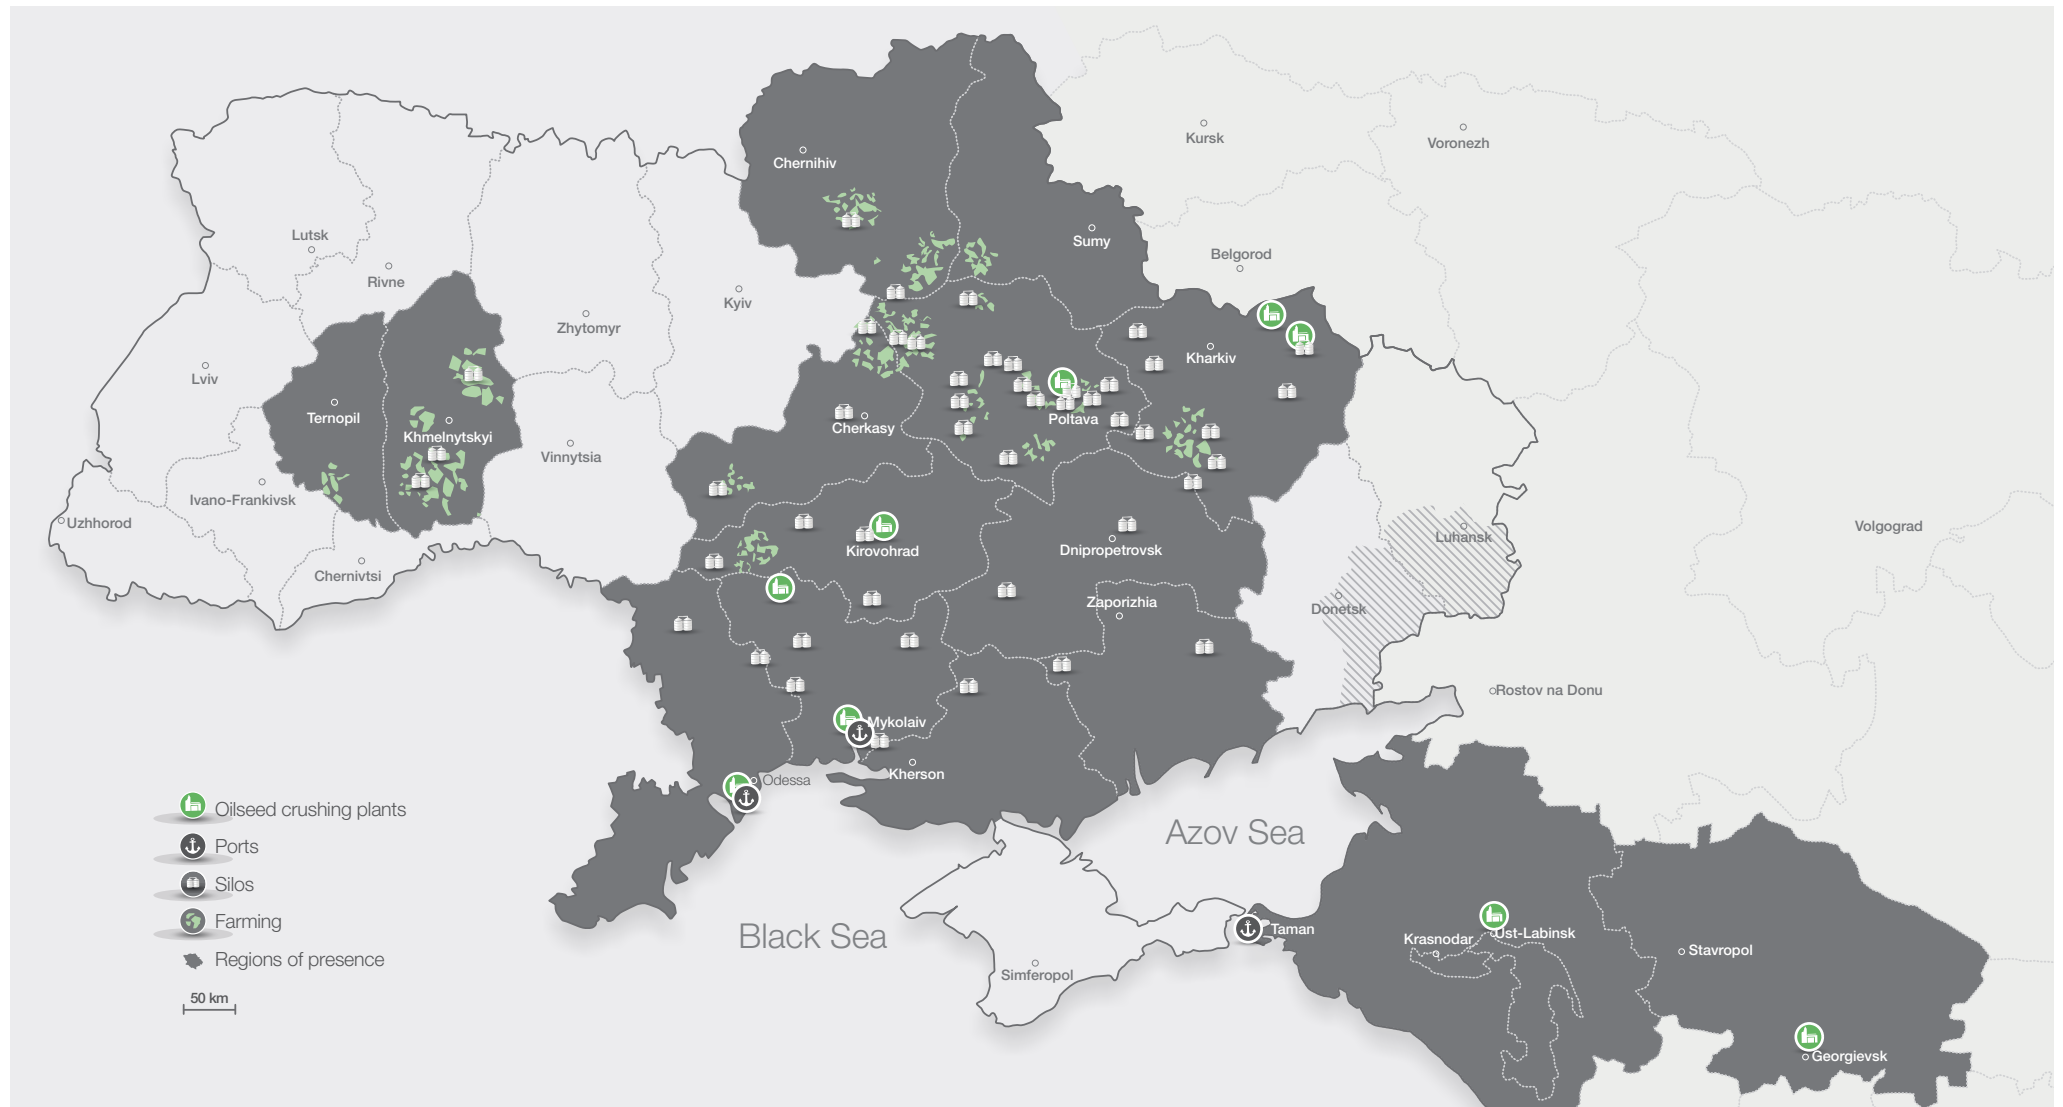 Kursk
Voronezh
Chernihiv
Lutsk
Sumy
Belgorod
Rivne
Kyiv
Zhytomyr
Kharkiv
Lviv
Ternopil
Khmelnytskyi
Cherkasy
Poltava
Vinnytsia
Ivano-Frankivsk
Uzhhorod
Volgograd
Luhansk
Kirovohrad
Dnipropetrovsk
Chernivtsi
Zaporizhia
Donetsk
Rostov na Donu
Mykolaiv
Kherson
Odessa
Oilseed crushing plants
Ports
Silos
Farming
Regions of presence
50 km
Azov Sea
Black Sea
Taman
Krasnodar
Ust-Labinsk
Stavropol
Simferopol
Georgievsk